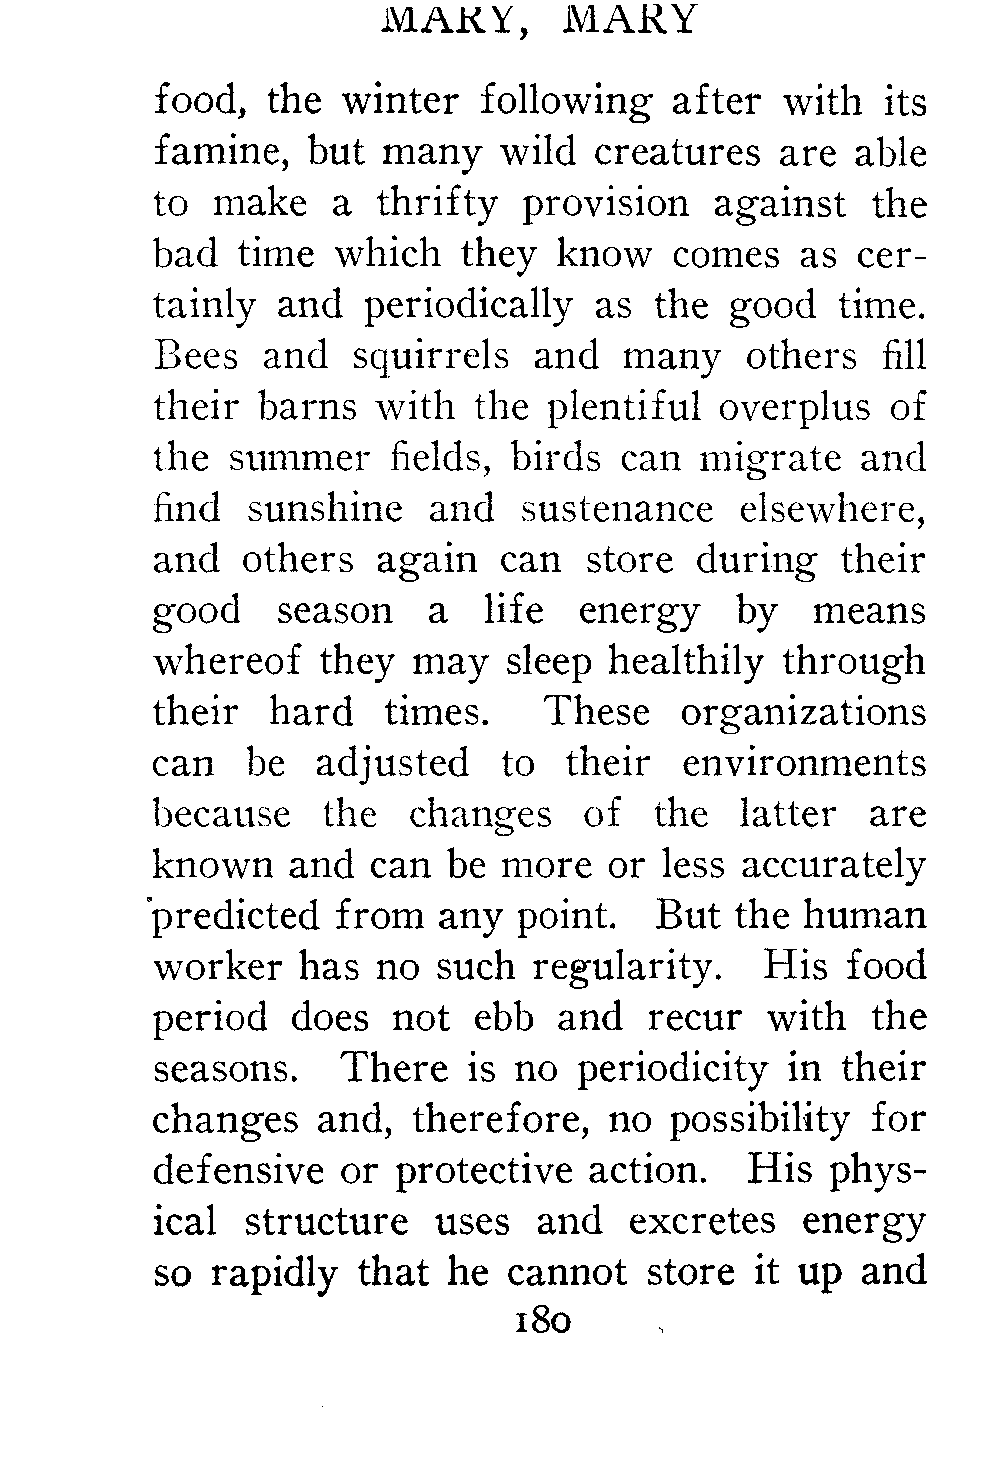 MARY, MARY
food, the winter following after with its
famine, but many wild creatures are able
to make a thrifty provision against the
bad time which they know comes as cer-
tainly and periodically as the good time.
Bees and squirrels and many others fill
their barns with the plentiful overplus of
the summer fields, birds can migrate and
find sunshine and sustenance elsewhere,
and others again can store during their
good season a life energy by means
whereof they may sleep healthily through
their hard times. These organizations
can be adjusted to their environments
because the changes of the latter are
known and can be more or less accurately
predicted from any point. But the human
worker has no such regularity. His food
period does not ebb and recur with the
seasons. There is no periodicity in their
changes and, therefore, no possibility for
defensive or protective action. His phys-
ical structure uses and excretes energy
so rapidly that he cannot store it up and
180